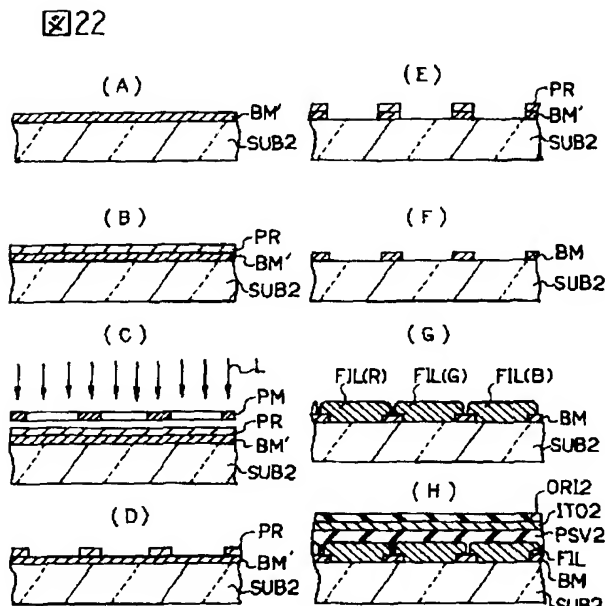 図22
(A)
BM'
SUB2
(B)
PR
BM'
SUB2
(C)
L
PM
PR
BM'
SUB2
(D)
PR
BM'
SUB2
(E)
PR
BM'
SUB2
(F)
BM
SUB2
(G)
FIL(R) FIL(G) FIL(B)
BM
SUB2
(H)
ORI2
ITO2
PSV2
FIL
BM
SUB2